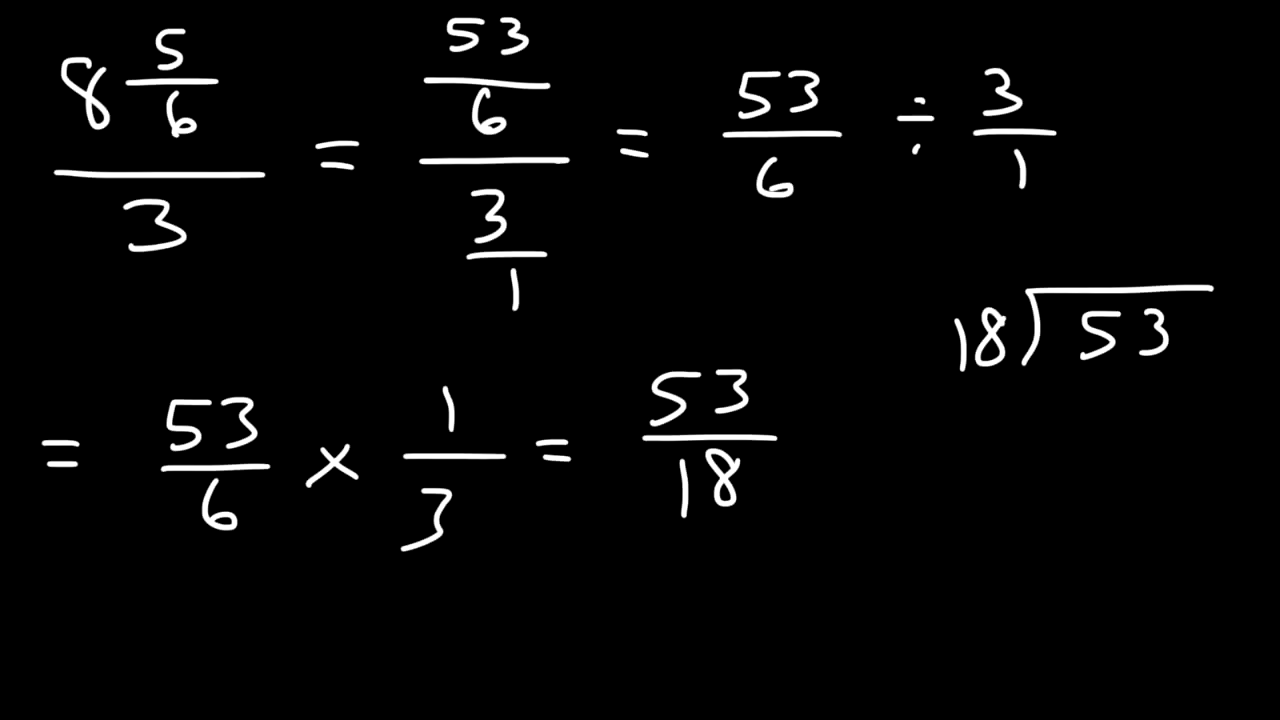 8 5/6 / 3 = 53/6 / 3/1 = 53/6 ÷ 3/1
18)53
= 53/6 × 1/3 = 53/18